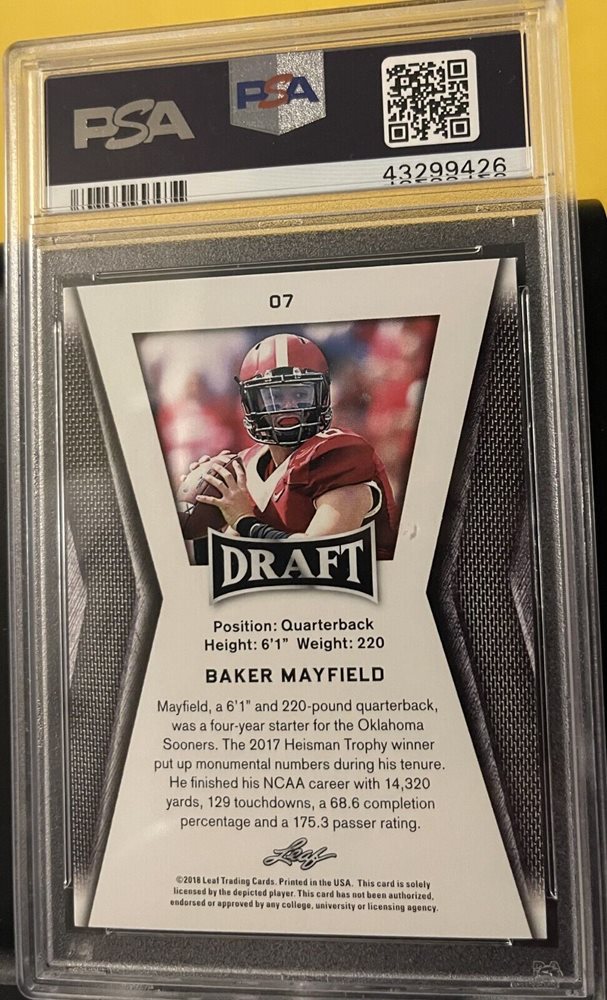 PSA PSA
43299426
07
DRAFT
Position: Quarterback
Height: 6'1" Weight: 220
BAKER MAYFIELD
Mayfield, a 6'1" and 220-pound quarterback,
was a four-year starter for the Oklahoma
Sooners. The 2017 Heisman Trophy winner
put up monumental numbers during his tenure.
He finished his NCAA career with 14,320
yards, 129 touchdowns, a 68.6 completion
percentage and a 175.3 passer rating.
Leaf
©2018 Leaf Trading Cards. Printed in the USA. This card is solely
licensed by the depicted player. This card has not been authorized,
endorsed or approved by any college, university or licensing agency.
PSA